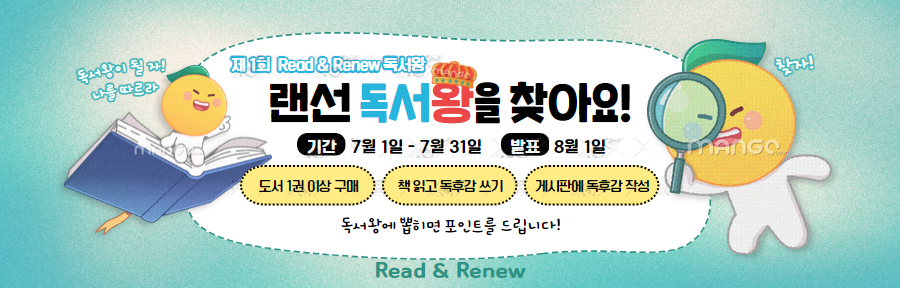 제 1회 Read & Renew 독서왕
독서왕이 될 자!
나를 따르라
찾자!
랜선 독서왕을 찾아요!
기간 7월 1일 - 7월 31일 발표 8월 1일
도서 1권 이상 구매 책 읽고 독후감 쓰기 게시판에 독후감 작성
독서왕에 뽑히면 포인트를 드립니다!
Read & Renew